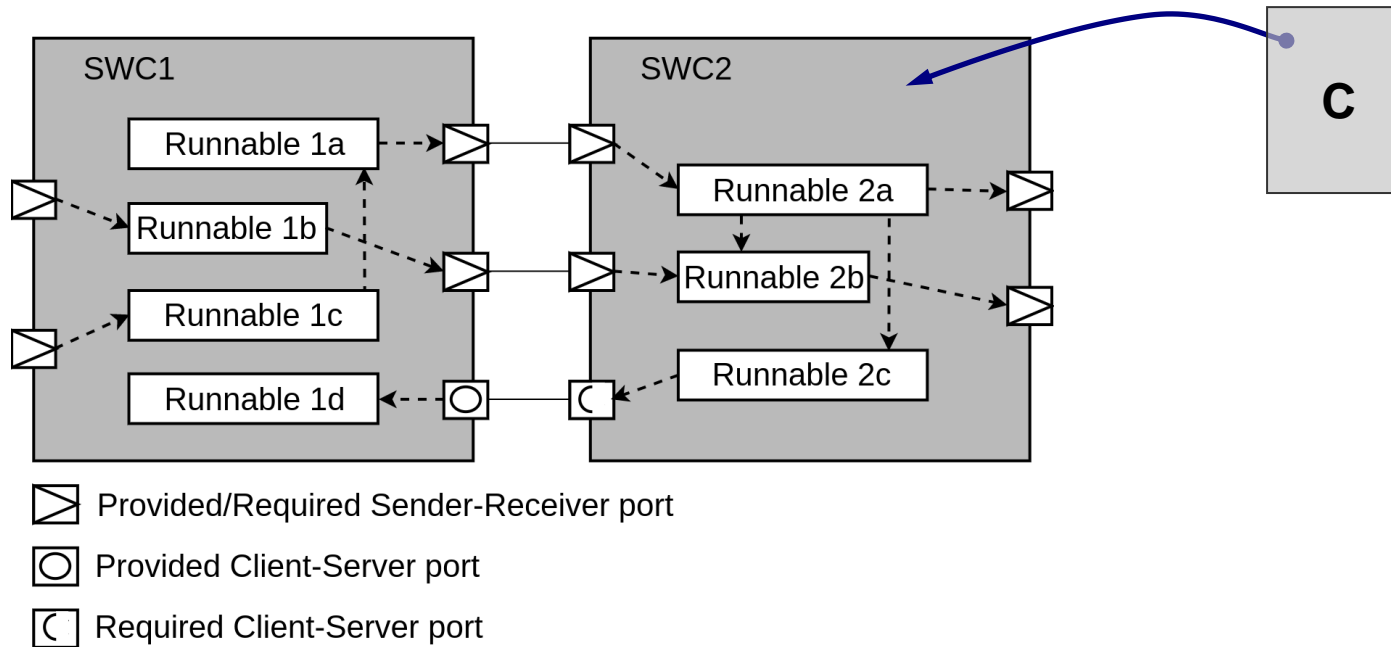 SWC1
Runnable 1a
Runnable 1b
Runnable 1c
Runnable 1d
SWC2
Runnable 2a
Runnable 2b
Runnable 2c
C
Provided/Required Sender-Receiver port
Provided Client-Server port
Required Client-Server port